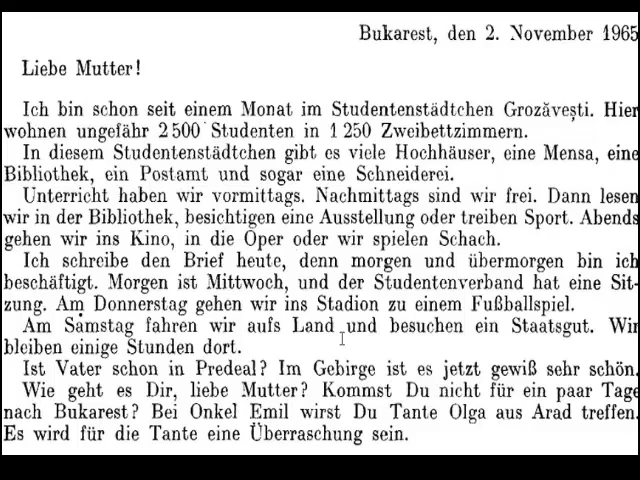 Bukarest, den 2. November 1965
Liebe Mutter!
Ich bin schon seit einem Monat im Studentenstädtchen Grozăvești. Hier
wohnen ungefähr 2 500 Studenten in 1 250 Zweibettzimmern.
In diesem Studentenstädtchen gibt es viele Hochhäuser, eine Mensa, eine
Bibliothek, ein Postamt und sogar eine Schneiderei.
Unterricht haben wir vormittags. Nachmittags sind wir frei. Dann lesen
wir in der Bibliothek, besichtigen eine Ausstellung oder treiben Sport. Abends
gehen wir ins Kino, in die Oper oder wir spielen Schach.
Ich schreibe den Brief heute, denn morgen und übermorgen bin ich
beschäftigt. Morgen ist Mittwoch, und der Studentenverband hat eine Sit-
zung. Am Donnerstag gehen wir ins Stadion zu einem Fußballspiel.
Am Samstag fahren wir aufs Land und besuchen ein Staatsgut. Wir
bleiben einige Stunden dort.
Ist Vater schon in Predeal? Im Gebirge ist es jetzt gewiß sehr schön.
Wie geht es Dir, liebe Mutter? Kommst Du nicht für ein paar Tage
nach Bukarest? Bei Onkel Emil wirst Du Tante Olga aus Arad treffen.
Es wird für die Tante eine Überraschung sein.